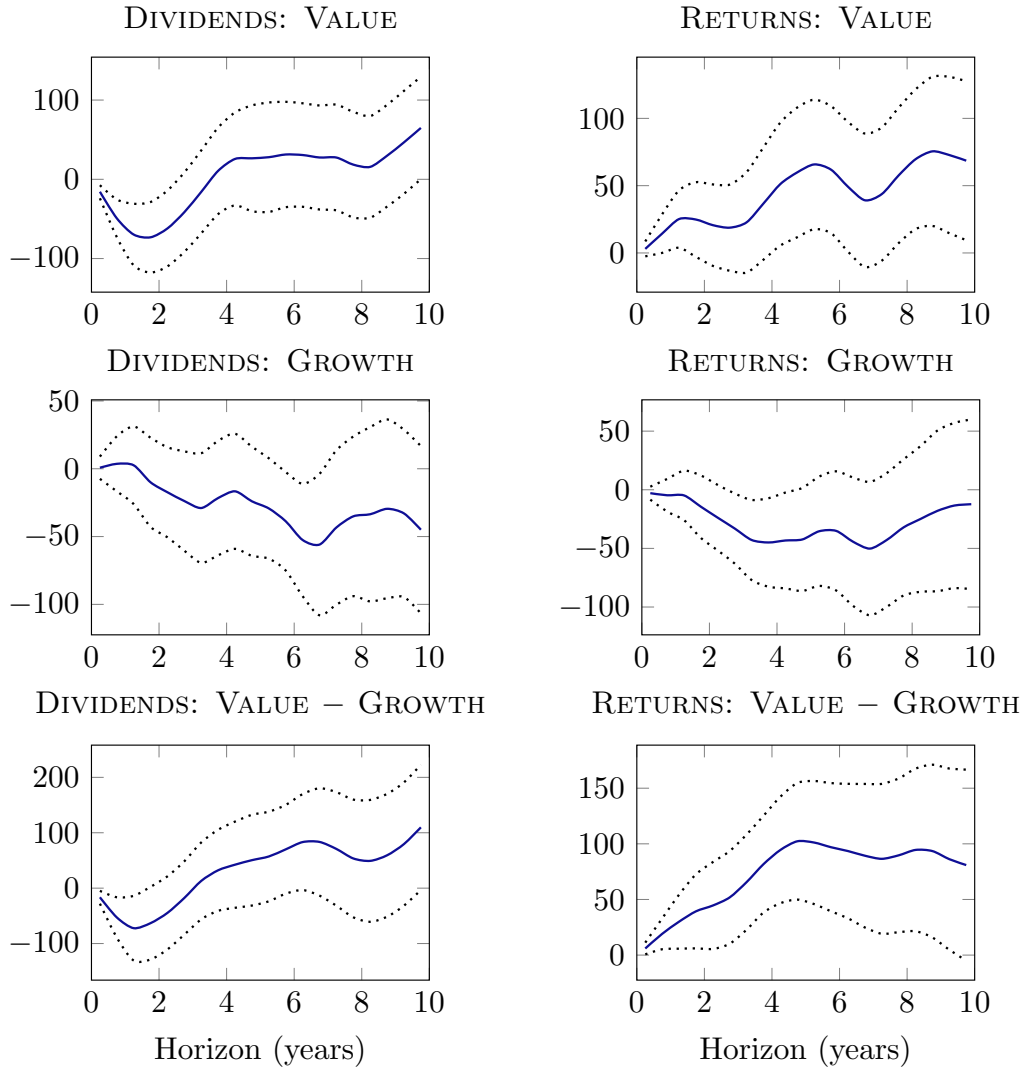 DIVIDENDS: VALUE
100
0
−100
0 2 4 6 8 10
RETURNS: VALUE
100
50
0
0 2 4 6 8 10
DIVIDENDS: GROWTH
50
0
−50
−100
0 2 4 6 8 10
RETURNS: GROWTH
50
0
−50
−100
0 2 4 6 8 10
DIVIDENDS: VALUE – GROWTH
200
100
0
−100
0 2 4 6 8 10
Horizon (years)
RETURNS: VALUE – GROWTH
150
100
50
0
0 2 4 6 8 10
Horizon (years)